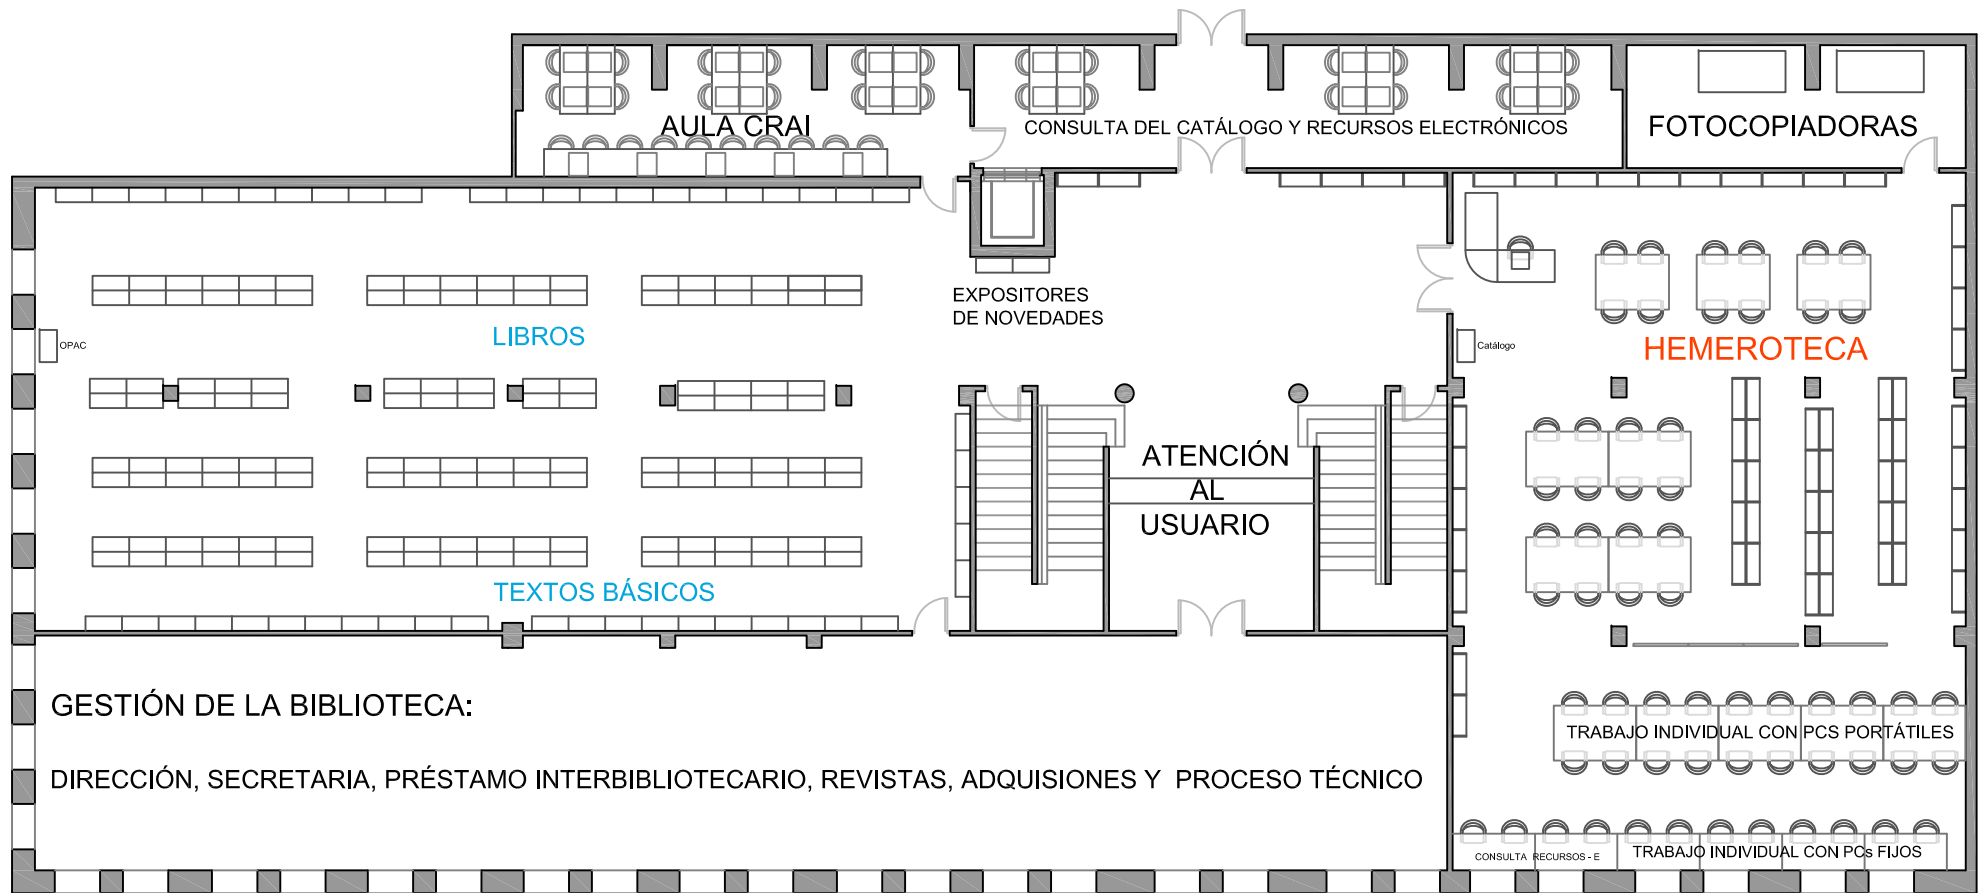 AULA CRAI
CONSULTA DEL CATÁLOGO Y RECURSOS ELECTRÓNICOS
FOTOCOPIADORAS
EXPOSITORES
DE NOVEDADES
LIBROS
OPAC
Catálogo
HEMEROTECA
ATENCIÓN
AL
USUARIO
TEXTOS BÁSICOS
GESTIÓN DE LA BIBLIOTECA:
DIRECCIÓN, SECRETARIA, PRÉSTAMO INTERBIBLIOTECARIO, REVISTAS, ADQUISIONES Y PROCESO TÉCNICO
TRABAJO INDIVIDUAL CON PCS PORTÁTILES
CONSULTA RECURSOS - E
TRABAJO INDIVIDUAL CON PCs FIJOS